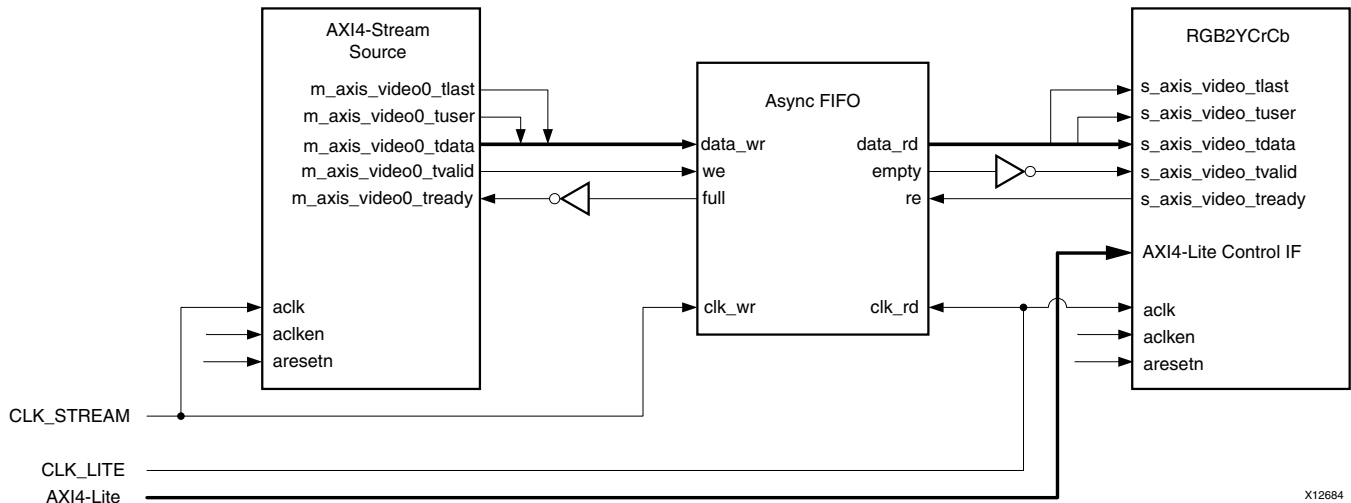 AXI4-Stream
Source
m_axis_video0_tlast
m_axis_video0_tuser
m_axis_video0_tdata
m_axis_video0_tvalid
m_axis_video0_tready
aclk
aclken
aresetn
Async FIFO
data_wr
we
full
clk_wr
data_rd
empty
re
clk_rd
RGB2YCrCb
s_axis_video_tlast
s_axis_video_tuser
s_axis_video_tdata
s_axis_video_tvalid
s_axis_video_tready
AXI4-Lite Control IF
aclk
aclken
aresetn
CLK_STREAM
CLK_LITE
AXI4-Lite
X12684